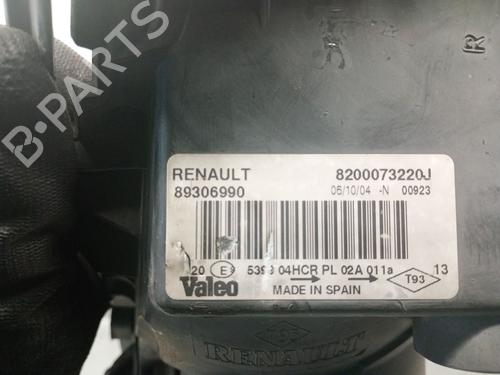 R
RENAULT 8200073220J
89306990 06/10/04 -N 00923
20 E 5393 04HCR PL 02A 011a 13
Valeo MADE IN SPAIN T93
RENAULT